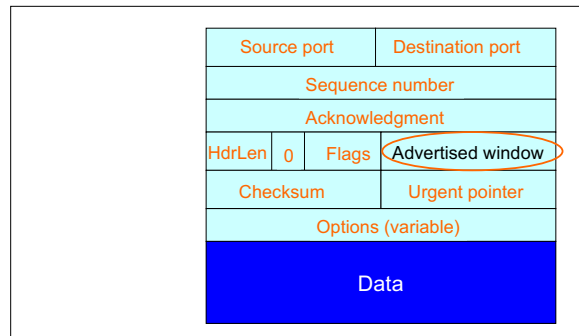 Source port Destination port
Sequence number
Acknowledgment
HdrLen 0 Flags Advertised window
Checksum Urgent pointer
Options (variable)
Data